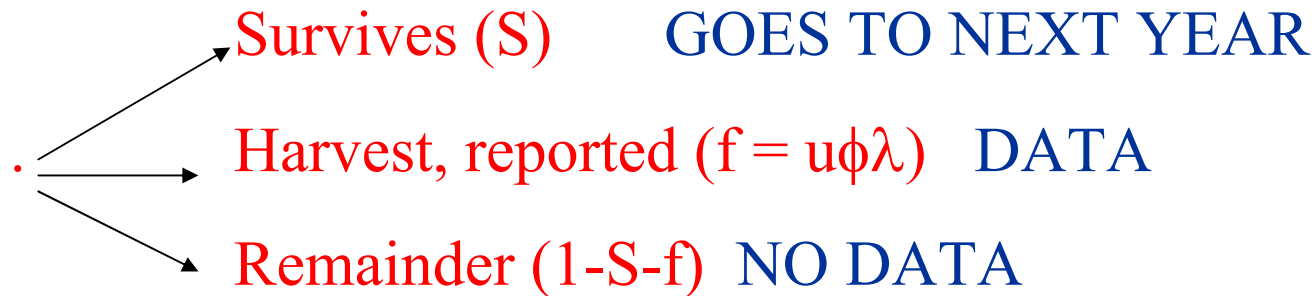 Survives (S) GOES TO NEXT YEAR
. Harvest, reported (f = uϕλ) DATA
Remainder (1-S-f) NO DATA